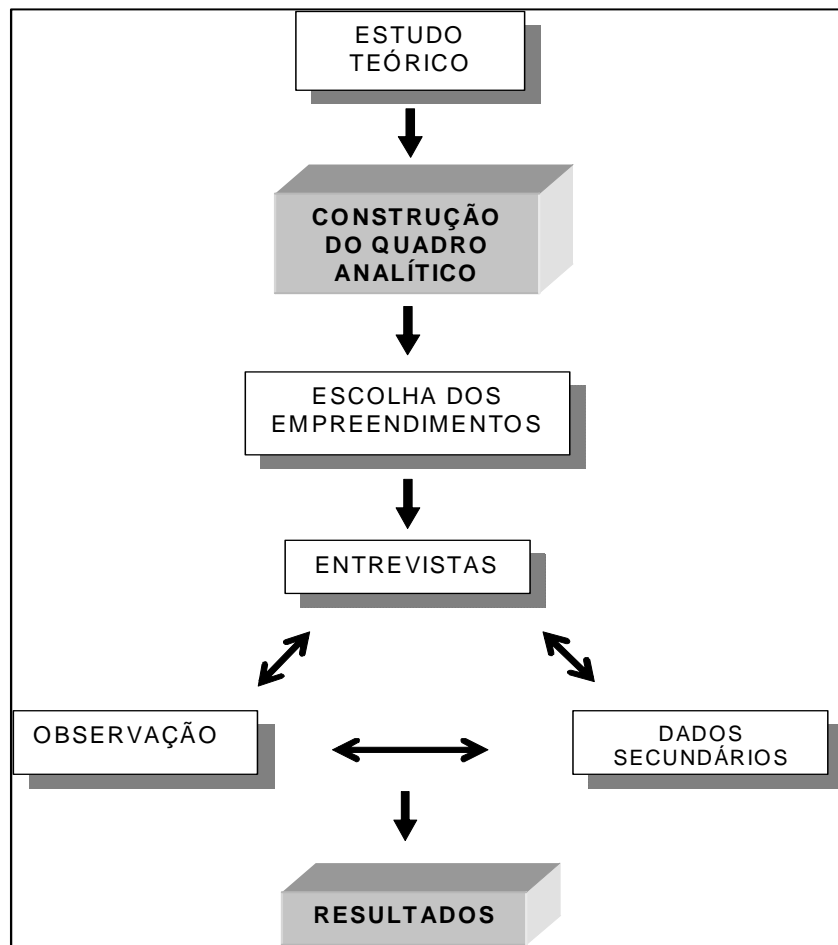 ESTUDO
TEÓRICO
CONSTRUÇÃO
DO QUADRO
ANALÍTICO
ESCOLHA DOS
EMPREENDIMENTOS
ENTREVISTAS
OBSERVAÇÃO
DADOS
SECUNDÁRIOS
RESULTADOS